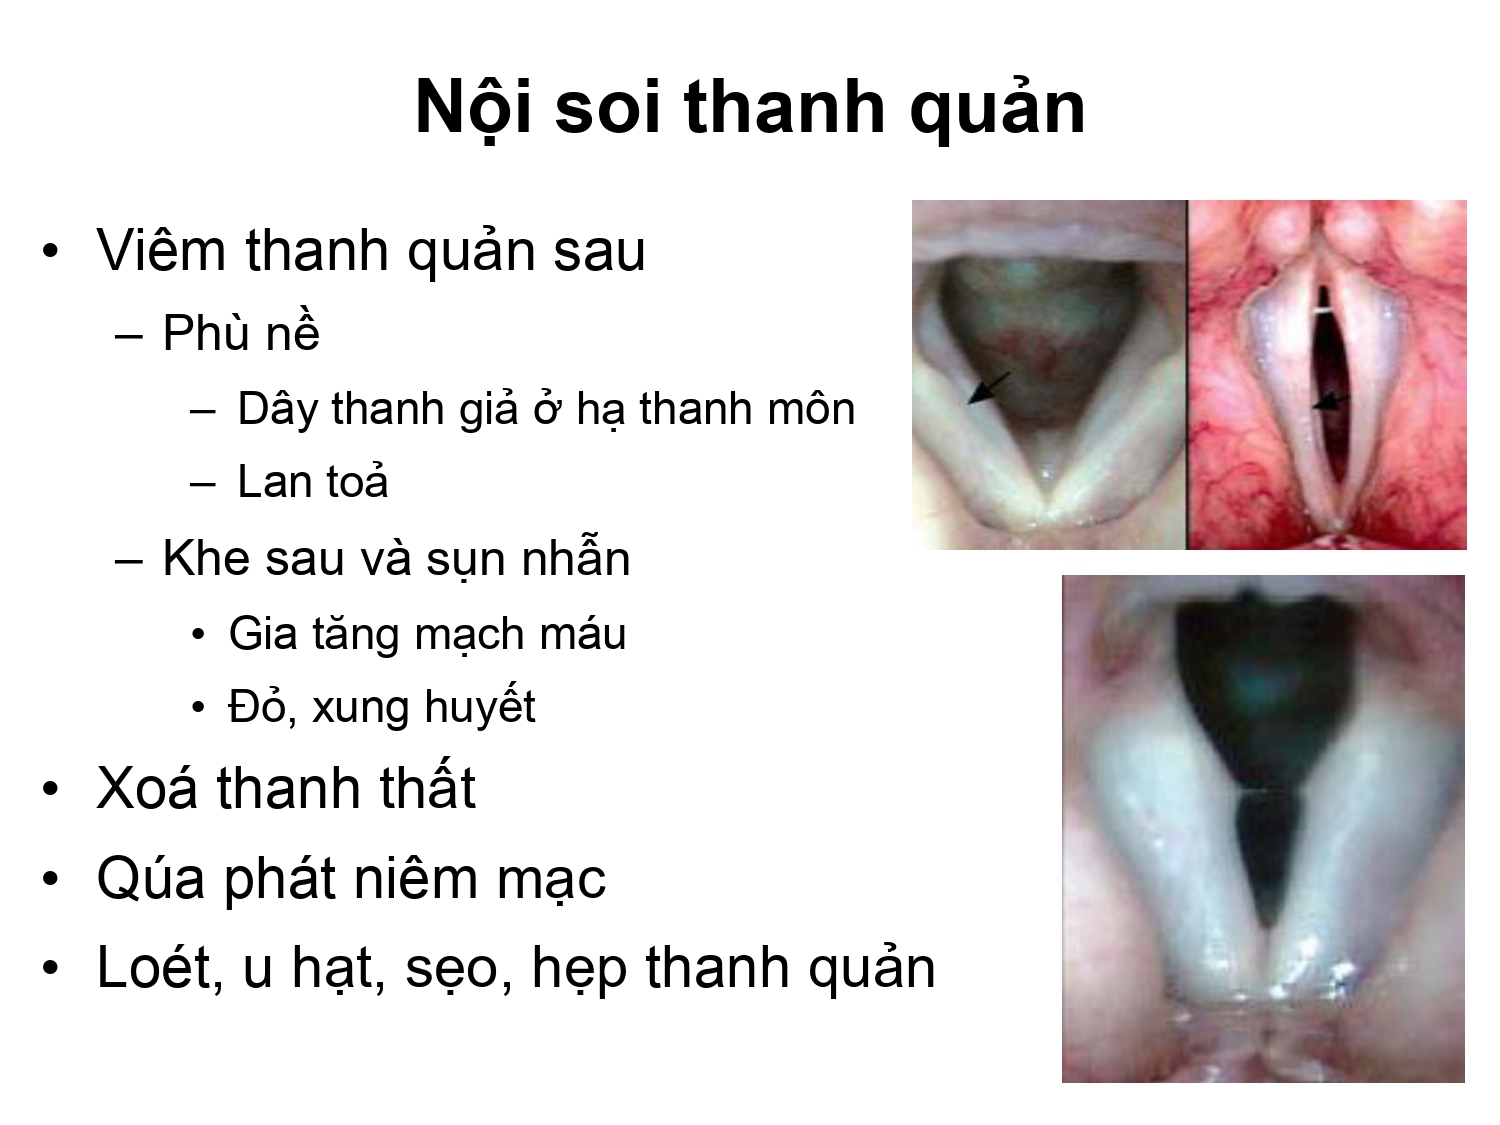 Nội soi thanh quản
• Viêm thanh quản sau
– Phù nề
– Dây thanh giả ở hạ thanh môn
– Lan toả
– Khe sau và sụn nhẫn
• Gia tăng mạch máu
• Đỏ, xung huyết
• Xoá thanh thất
• Qúa phát niêm mạc
• Loét, u hạt, sẹo, hẹp thanh quản